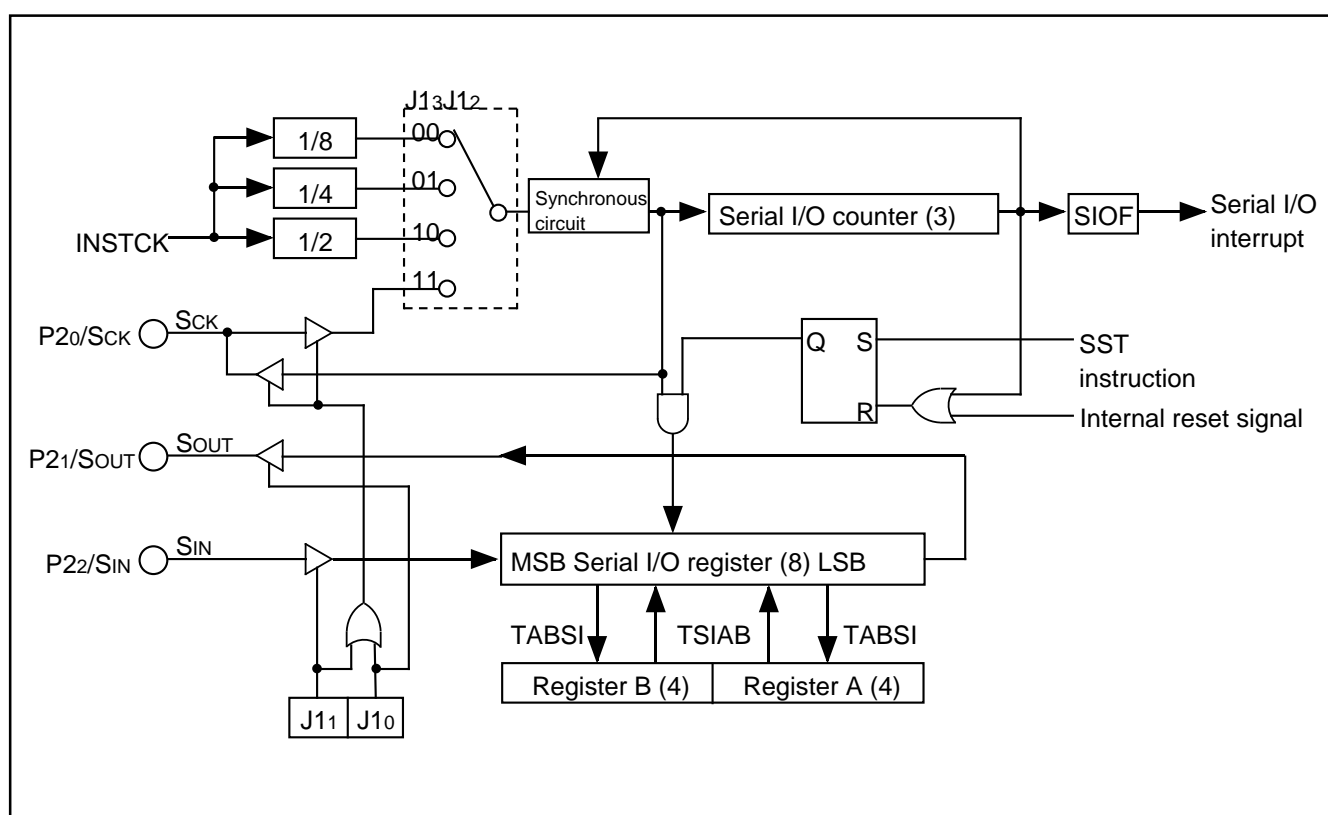 J13J12
00
1/8
01
1/4
10
1/2
11
INSTCK
Synchronous
circuit
Serial I/O counter (3)
SIOF
Serial I/O
interrupt
P20/SCK
SCK
Q
S
R
SST
instruction
Internal reset signal
P21/SOUT
SOUT
P22/SIN
SIN
MSB Serial I/O register (8) LSB
TABSI
TSIAB
TABSI
Register B (4)
Register A (4)
J11
J10